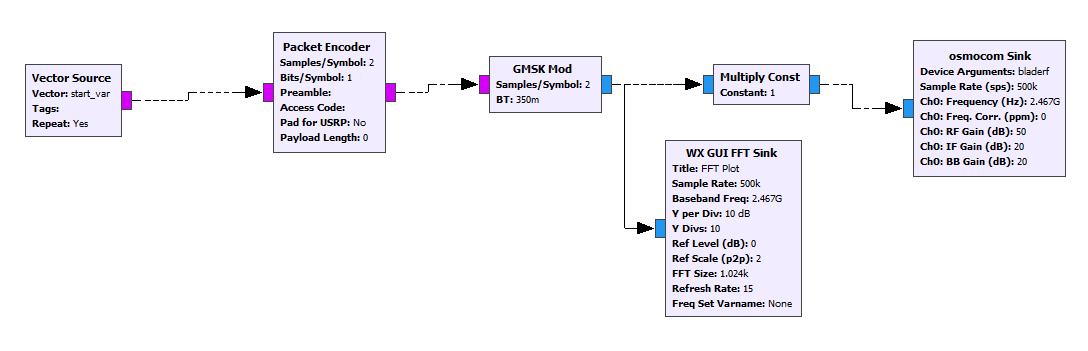 Vector Source
Vector: start_var
Tags:
Repeat: Yes
Packet Encoder
Samples/Symbol: 2
Bits/Symbol: 1
Preamble:
Access Code:
Pad for USRP: No
Payload Length: 0
GMSK Mod
Samples/Symbol: 2
BT: 350m
Multiply Const
Constant: 1
WX GUI FFT Sink
Title: FFT Plot
Sample Rate: 500k
Baseband Freq: 2.467G
Y per Div: 10 dB
Y Divs: 10
Ref Level (dB): 0
Ref Scale (p2p): 2
FFT Size: 1.024k
Refresh Rate: 15
Freq Set Varname: None
osmocom Sink
Device Arguments: bladerf
Sample Rate (sps): 500k
Ch0: Frequency (Hz): 2.467G
Ch0: Freq. Corr. (ppm): 0
Ch0: RF Gain (dB): 50
Ch0: IF Gain (dB): 20
Ch0: BB Gain (dB): 20